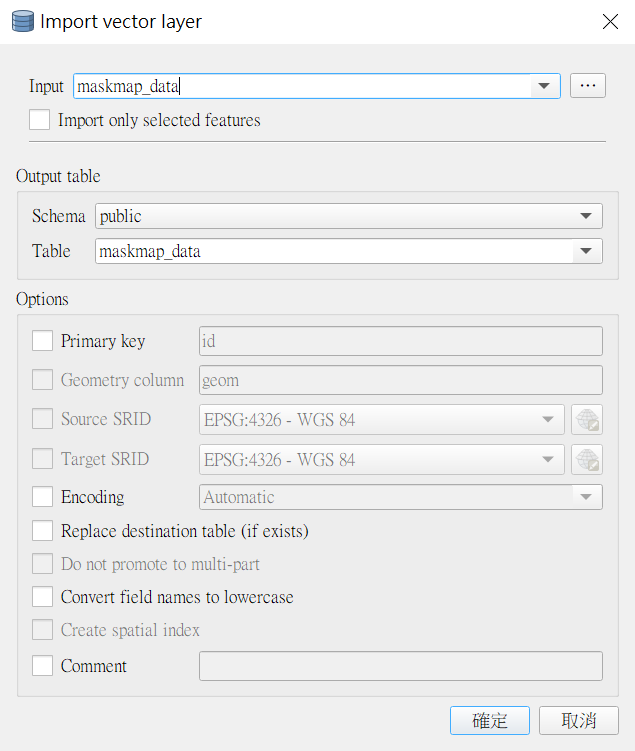 Import vector layer
Input maskmap_data ...
Import only selected features
Output table
Schema public
Table maskmap_data
Options
Primary key id
Geometry column geom
Source SRID EPSG:4326 - WGS 84
Target SRID EPSG:4326 - WGS 84
Encoding Automatic
Replace destination table (if exists)
Do not promote to multi-part
Convert field names to lowercase
Create spatial index
Comment
確定 取消